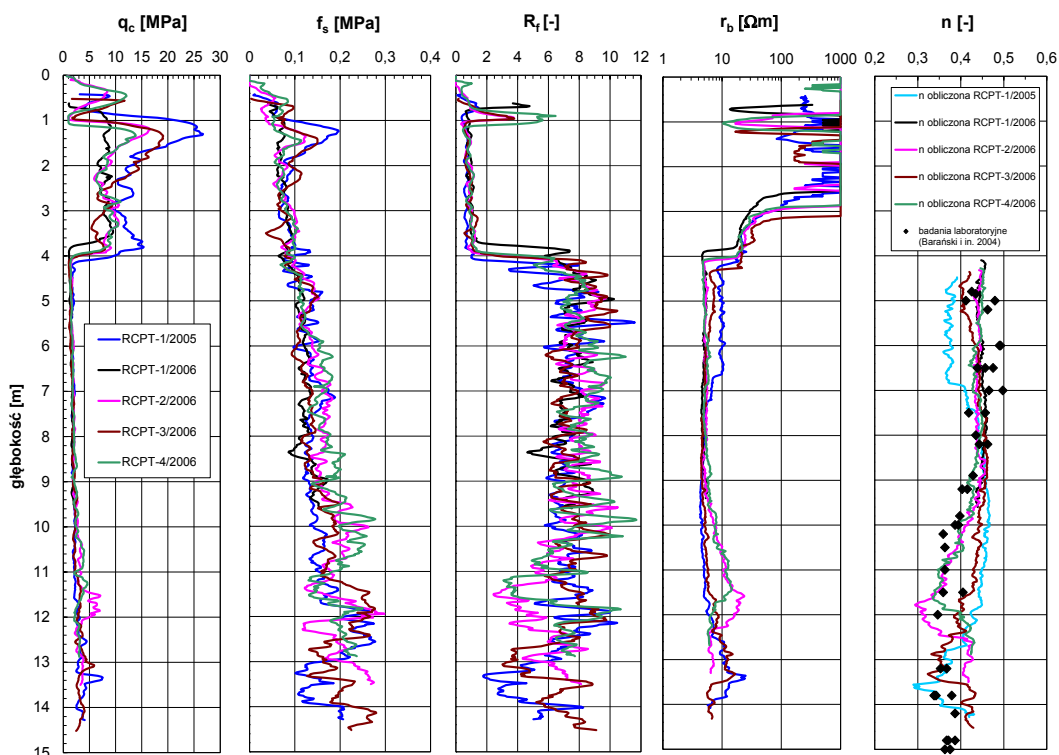 qc [MPa]
fs [MPa]
Rf [-]
rb [Ωm]
n [-]
0 5 10 15 20 25 30
0 0,1 0,2 0,3 0,4
0 2 4 6 8 10 12
1 10 100 1000
0,2 0,3 0,4 0,5 0,6
głębokość [m]
0
1
2
3
4
5
6
7
8
9
10
11
12
13
14
15
RCPT-1/2005
RCPT-1/2006
RCPT-2/2006
RCPT-3/2006
RCPT-4/2006
n obliczona RCPT-1/2005
n obliczona RCPT-1/2006
n obliczona RCPT-2/2006
n obliczona RCPT-3/2006
n obliczona RCPT-4/2006
badania laboratoryjne
(Barański i in. 2004)